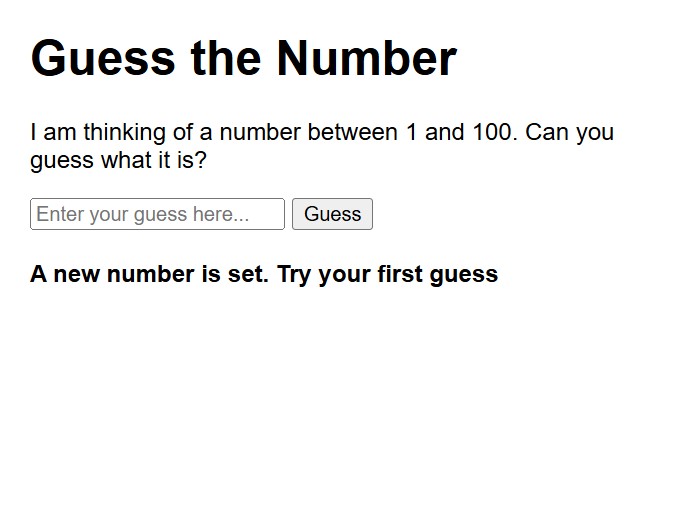 Guess the Number
I am thinking of a number between 1 and 100. Can you
guess what it is?
Enter your guess here... Guess
A new number is set. Try your first guess